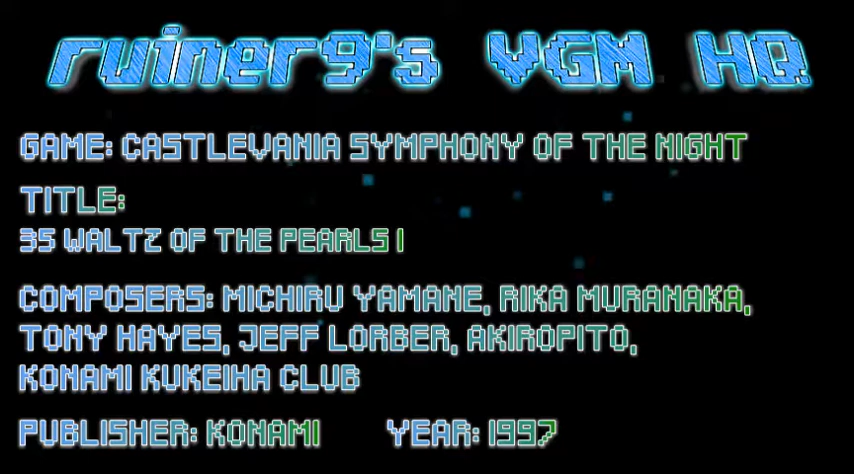 ruiner9's VGM HQ
GAME: CASTLEVANIA SYMPHONY OF THE NIGHT
TITLE:
35 WALTZ OF THE PEARLS I
COMPOSERS: MICHIRU YAMANE, RIKA MURANAKA,
TONY HAYES, JEFF LORBER, AKIROPITO,
KONAMI KUKEIHA CLUB
PUBLISHER: KONAMI YEAR: 1997